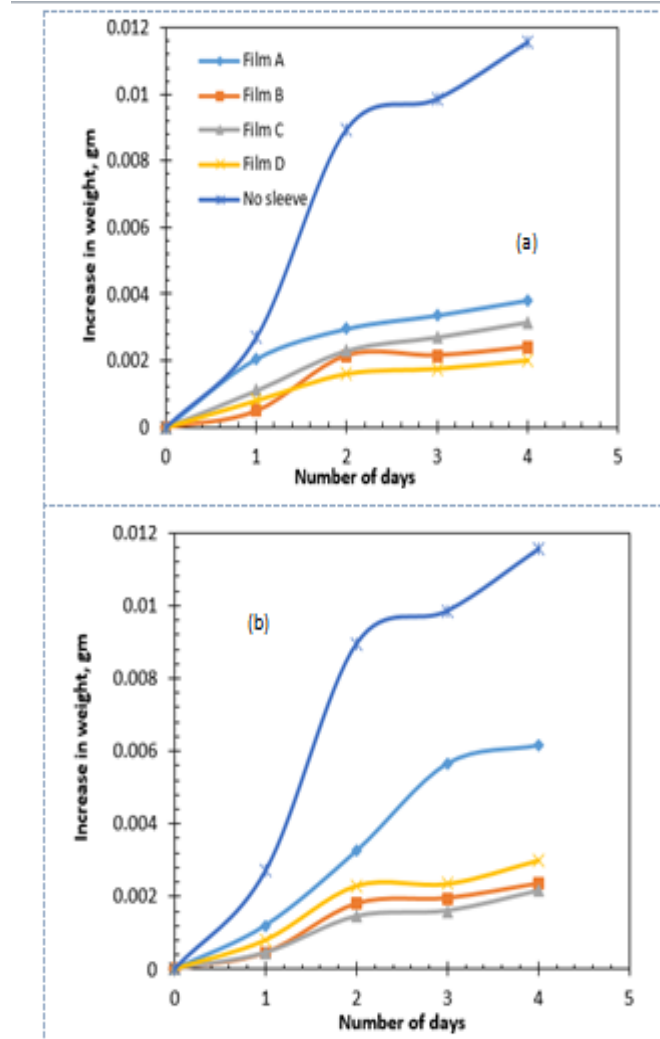 0.012
0.01
0.008
0.006
0.004
0.002
0
Increase in weight, gm
Film A
Film B
Film C
Film D
No sleeve
(a)
0 1 2 3 4 5
Number of days
0.012
0.01
0.008
0.006
0.004
0.002
0
Increase in weight, gm
(b)
0 1 2 3 4 5
Number of days